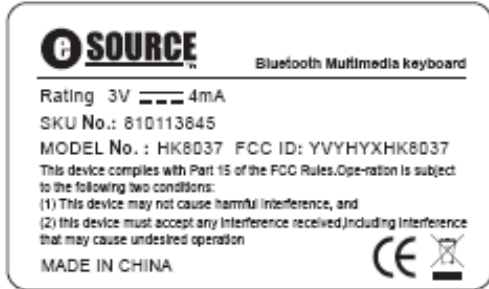 e SOURCE TM
Bluetooth Multimedia keyboard
Rating 3V 4mA
SKU No.: 810113845
MODEL No. : HK8037 FCC ID: YVYHYXHK8037
This device complies with Part 15 of the FCC Rules.Ope-ration is subject
to the following two conditions:
(1) This device may not cause harmful interference, and
(2) this device must accept any interference received,including interference
that may cause undesired operation
MADE IN CHINA
CE